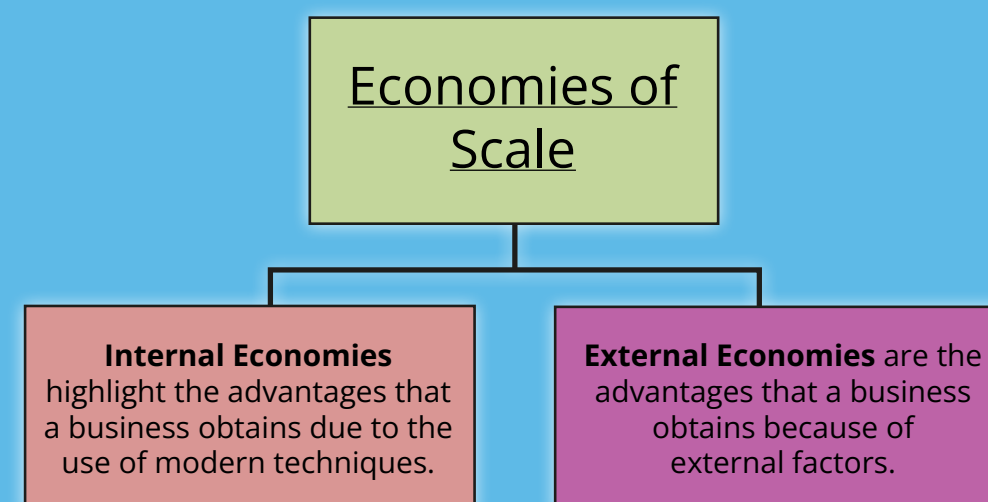 Economies of
Scale
Internal Economies
highlight the advantages that
a business obtains due to the
use of modern techniques.
External Economies are the
advantages that a business
obtains because of
external factors.